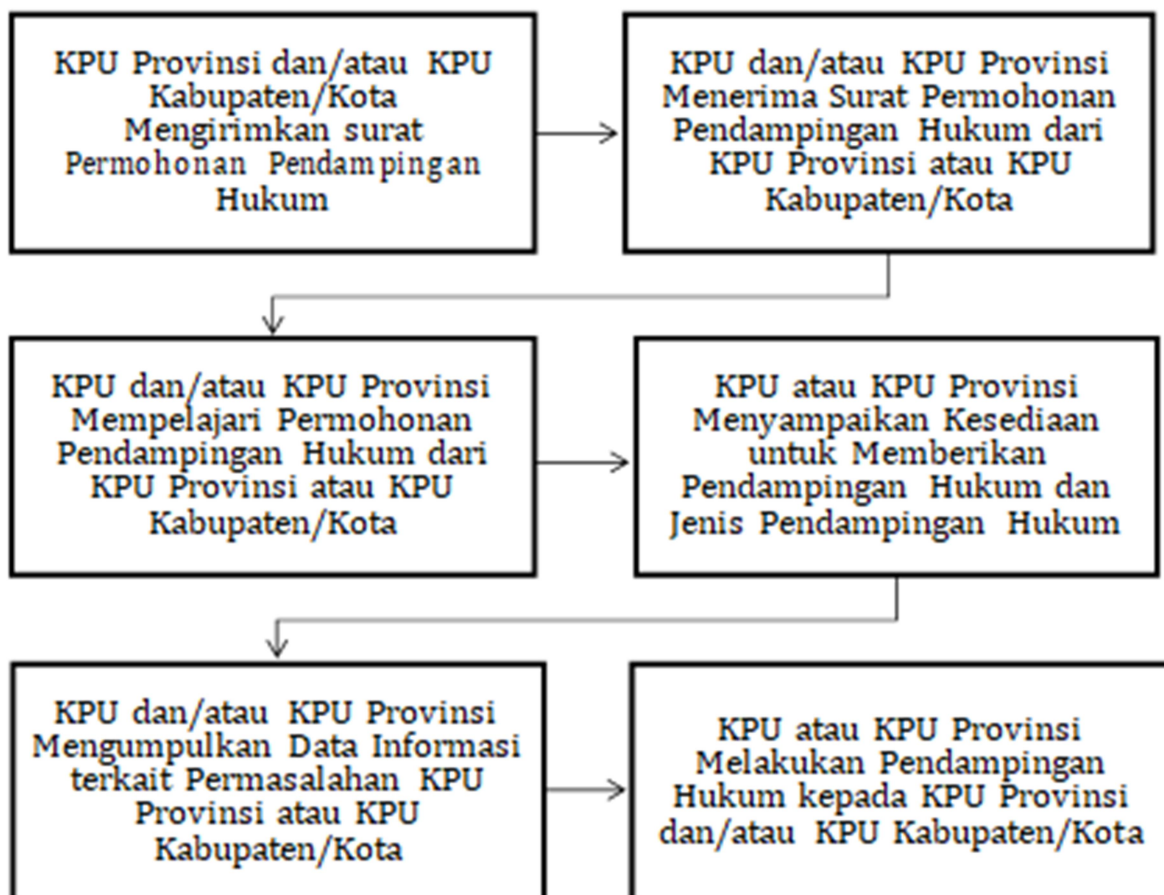 KPU Provinsi dan/atau KPU
Kabupaten/Kota
Mengirimkan surat
Permohonan Pendampingan
Hukum
KPU dan/atau KPU Provinsi
Menerima Surat Permohonan
Pendampingan Hukum dari
KPU Provinsi atau KPU
Kabupaten/Kota
KPU dan/atau KPU Provinsi
Mempelajari Permohonan
Pendampingan Hukum dari
KPU Provinsi atau KPU
Kabupaten/Kota
KPU atau KPU Provinsi
Menyampaikan Kesediaan
untuk Memberikan
Pendampingan Hukum dan
Jenis Pendampingan Hukum
KPU dan/atau KPU Provinsi
Mengumpulkan Data Informasi
terkait Permasalahan KPU
Provinsi atau KPU
Kabupaten/Kota
KPU atau KPU Provinsi
Melakukan Pendampingan
Hukum kepada KPU Provinsi
dan/atau KPU Kabupaten/Kota